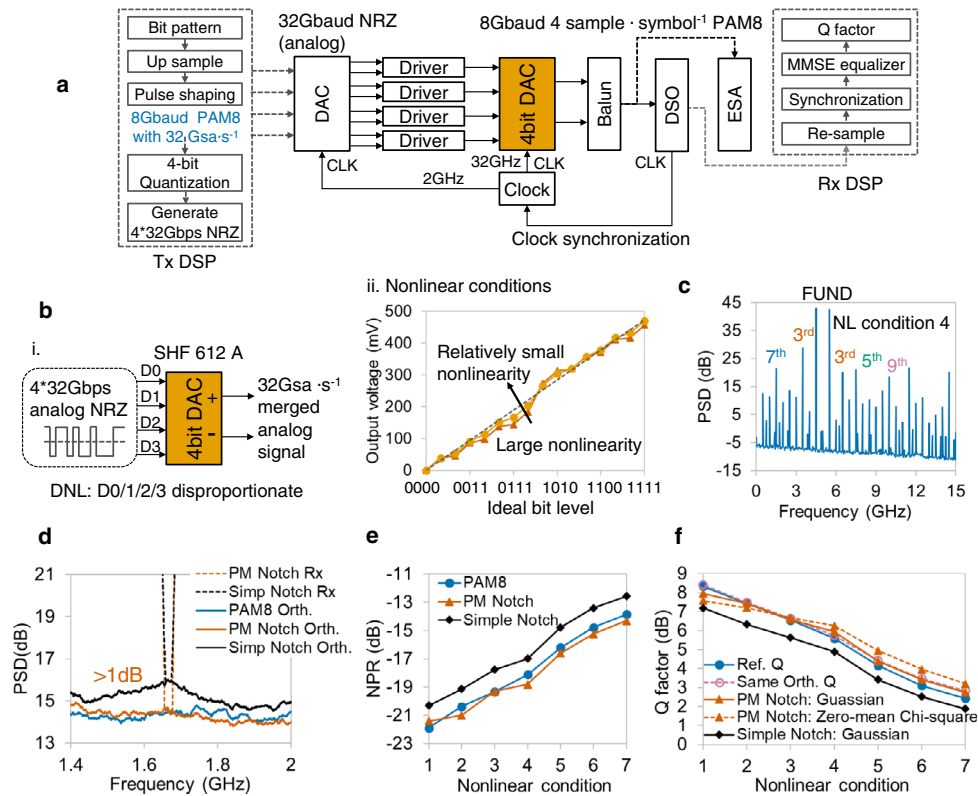 a
Bit pattern
Up sample
Pulse shaping
8Gbaud PAM8
with 32 Gsa·s-1
4-bit
Quantization
Generate
4*32Gbps NRZ
Tx DSP
32Gbaud NRZ
(analog)
DAC
CLK
2GHz
Driver
Driver
Driver
Driver
4bit DAC
32GHz
CLK
Clock
Clock synchronization
8Gbaud 4 sample · symbol-1 PAM8
Balun
DSO
CLK
ESA
Q factor
MMSE equalizer
Synchronization
Re-sample
Rx DSP
b
i.
SHF 612 A
4*32Gbps
analog NRZ
D0
D1
D2
D3
4bit DAC
+
-
32Gsa ·s-1
merged
analog
signal
DNL: D0/1/2/3 disproportionate
ii. Nonlinear conditions
Output voltage (mV)
500
400
300
200
100
0
Relatively small
nonlinearity
Large nonlinearity
0000 0011 0111 1010 1100 1111
Ideal bit level
c
FUND
NL condition 4
PSD (dB)
45
35
25
15
5
-5
-15
7th
3rd
3rd
5th
9th
0 3 6 9 12 15
Frequency (GHz)
d
PSD(dB)
21
19
17
15
13
PM Notch Rx
Simp Notch Rx
PAM8 Orth.
PM Notch Orth.
Simp Notch Orth.
>1dB
1.4 1.6 1.8 2
Frequency (GHz)
e
NPR (dB)
-11
-13
-15
-17
-19
-21
-23
PAM8
PM Notch
Simple Notch
1 2 3 4 5 6 7
Nonlinear condition
f
Q factor (dB)
9
8
7
6
5
4
3
2
1
0
Ref. Q
Same Orth. Q
PM Notch: Guassian
PM Notch: Zero-mean Chi-square
Simple Notch: Gaussian
1 2 3 4 5 6 7
Nonlinear condition